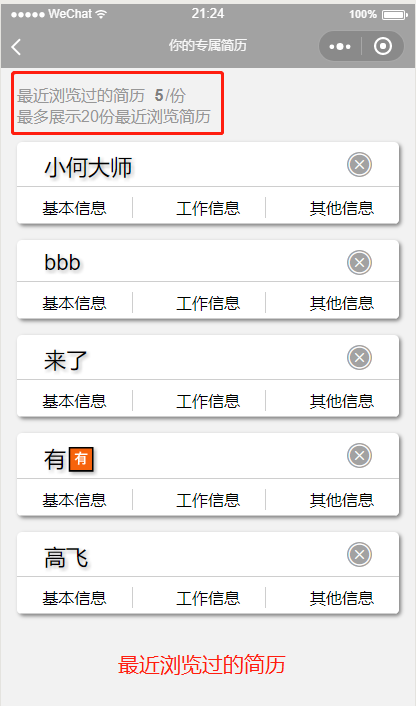 WeChat 21:24 100%
你的专属简历
最近浏览过的简历 5/份
最多展示20份最近浏览简历
小何大师
基本信息 工作信息 其他信息
bbb
基本信息 工作信息 其他信息
来了
基本信息 工作信息 其他信息
有🈶
基本信息 工作信息 其他信息
高飞
基本信息 工作信息 其他信息
最近浏览过的简历